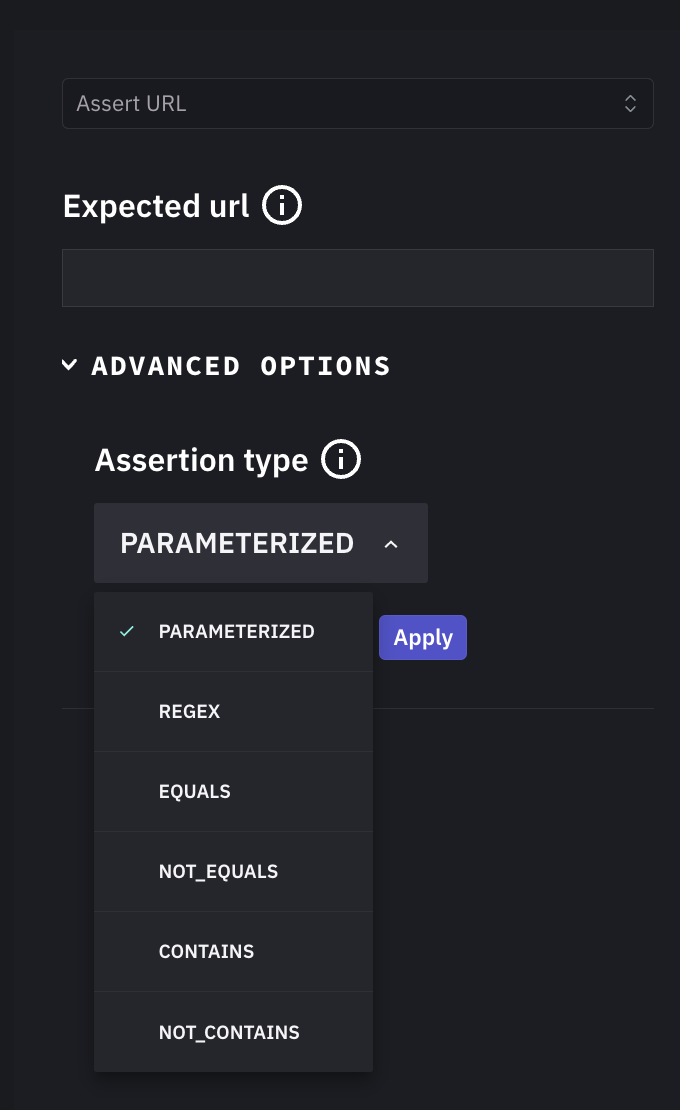 Assert URL
Expected url
ADVANCED OPTIONS
Assertion type
PARAMETERIZED
PARAMETERIZED
Apply
REGEX
EQUALS
NOT_EQUALS
CONTAINS
NOT_CONTAINS